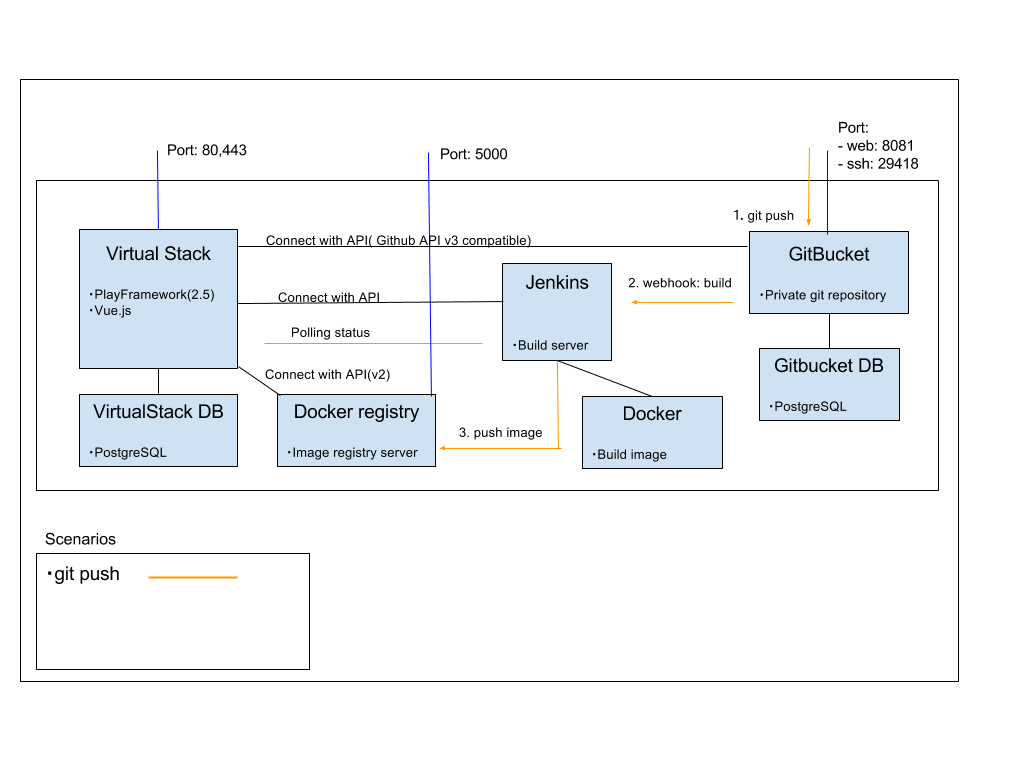 Port: 80,443
Port: 5000
Port:
- web: 8081
- ssh: 29418
1. git push
Connect with API( Github API v3 compatible)
Virtual Stack
・PlayFramework(2.5)
・Vue.js
GitBucket
・Private git repository
Jenkins
・Build server
2. webhook: build
Connect with API
Polling status
Connect with API(v2)
Gitbucket DB
・PostgreSQL
VirtualStack DB
・PostgreSQL
Docker registry
・Image registry server
3. push image
Docker
・Build image
Scenarios
・git push